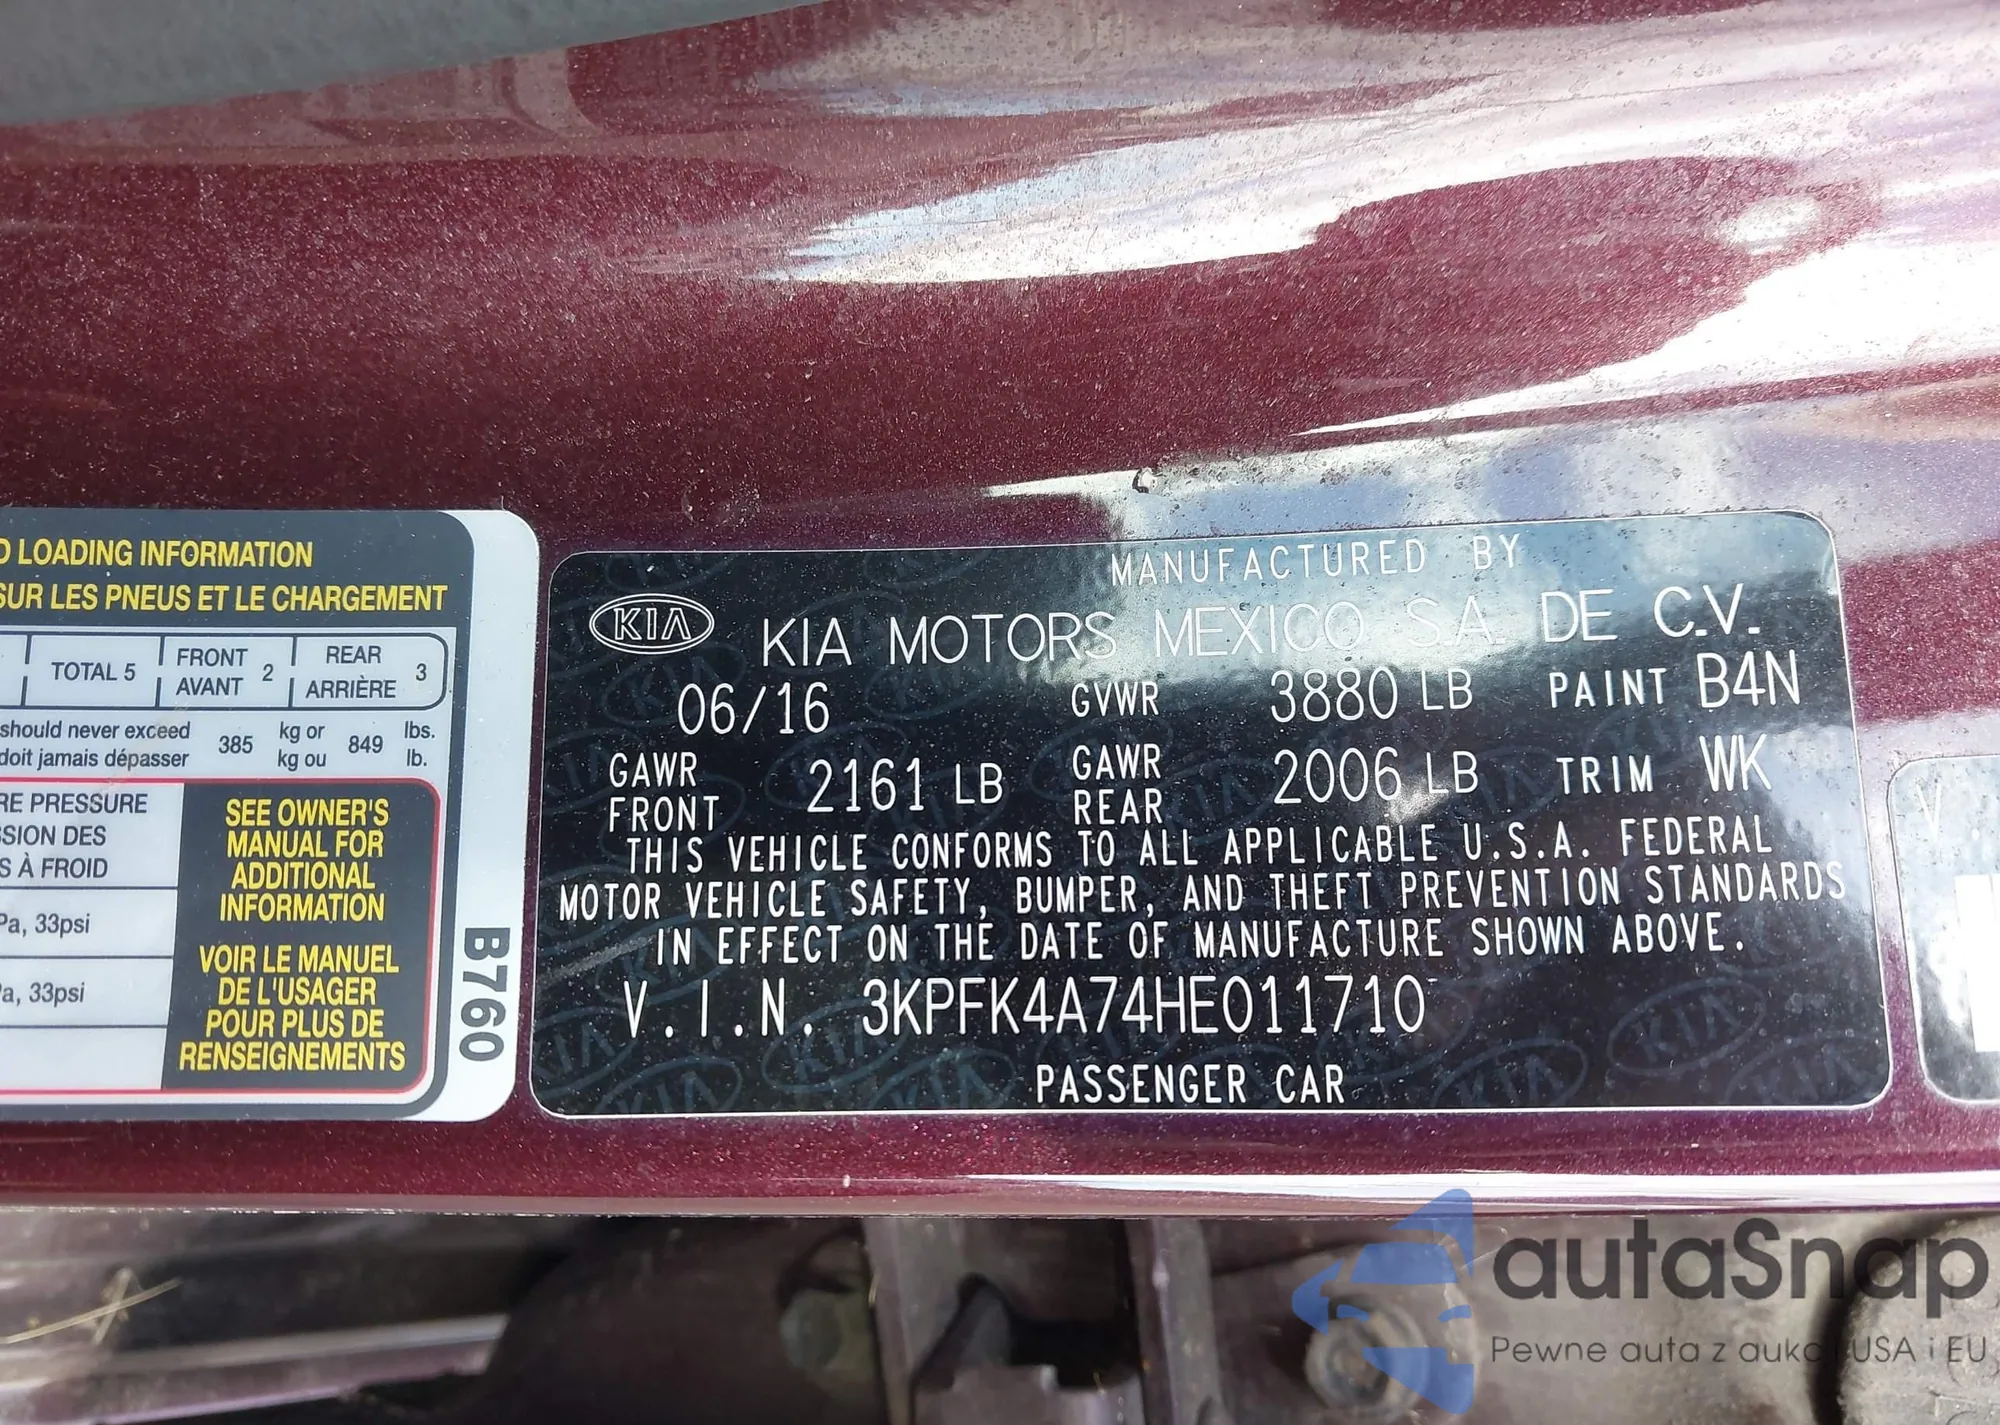 D LOADING INFORMATION
SUR LES PNEUS ET LE CHARGEMENT
TOTAL 5
FRONT
AVANT
2
REAR
ARRIÈRE
3
should never exceed
doit jamais dépasser
385
kg or
kg ou
849
lbs.
lb.
RE PRESSURE
SSION DES
S À FROID
Pa, 33psi
a, 33psi
SEE OWNER'S
MANUAL FOR
ADDITIONAL
INFORMATION
VOIR LE MANUEL
DE L'USAGER
POUR PLUS DE
RENSEIGNEMENTS
B760
MANUFACTURED BY
KIA
KIA MOTORS MEXICO S.A. DE C.V.
06/16 GVWR 3880 LB PAINT B4N
GAWR
FRONT
2161 LB
GAWR
REAR
2006 LB TRIM WK
THIS VEHICLE CONFORMS TO ALL APPLICABLE U.S.A. FEDERAL
MOTOR VEHICLE SAFETY, BUMPER, AND THEFT PREVENTION STANDARDS
IN EFFECT ON THE DATE OF MANUFACTURE SHOWN ABOVE.
V.I.N. 3KPFK4A74HE011710
PASSENGER CAR
V.
autaSnap
Pewne auta z aukcji USA i EU